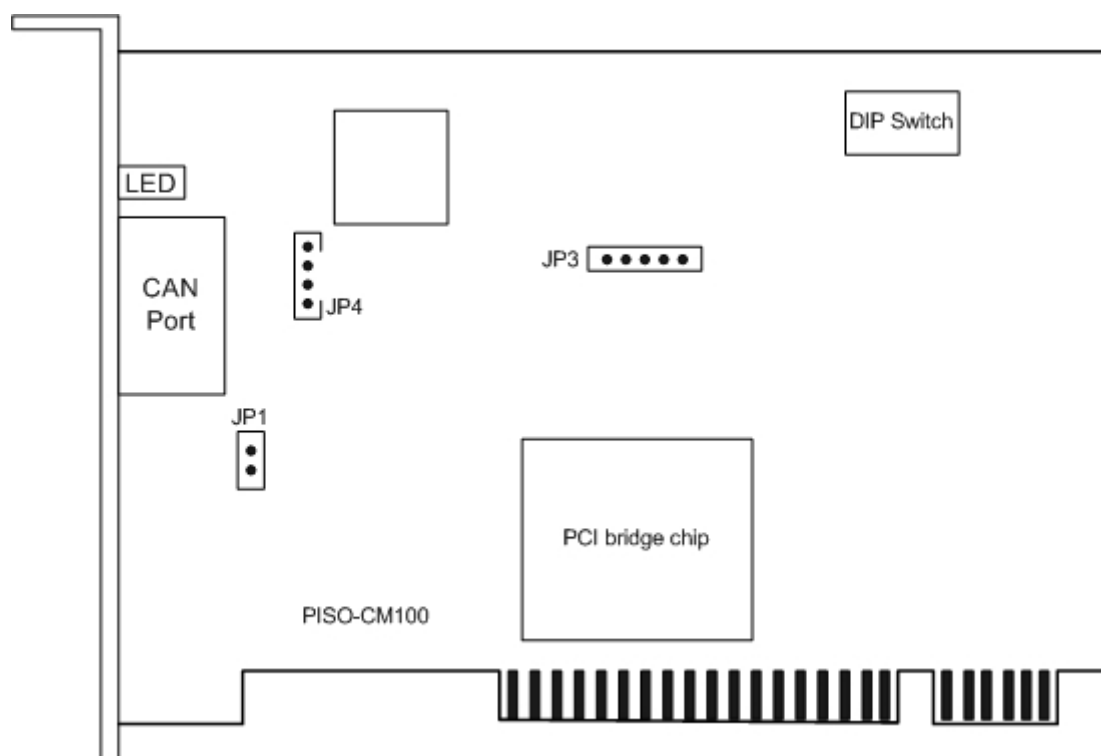 DIP Switch
LED
JP3
CAN
Port
JP4
JP1
PCI bridge chip
PISO-CM100